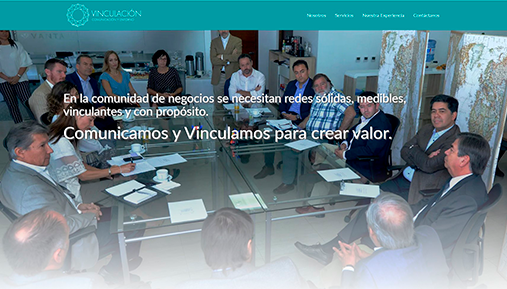 VINCULACIÓN
Nosotros Servicios Nuestra Experiencia Contáctanos
En la comunidad de negocios se necesitan redes sólidas, medibles,
vinculantes y con propósito.
Comunicamos y Vinculamos para crear valor.